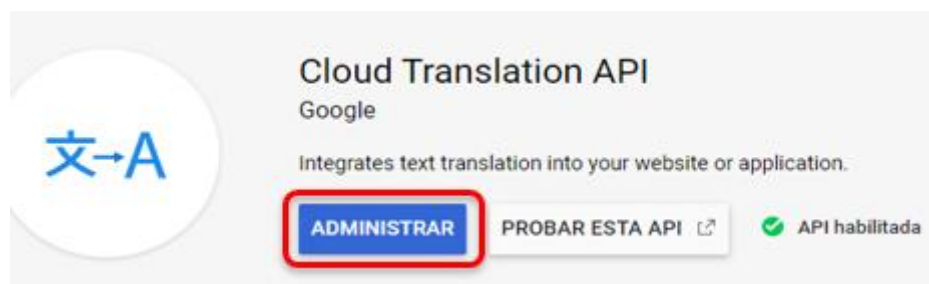 Cloud Translation API
Google
文→A
Integrates text translation into your website or application.
ADMINISTRAR PROBAR ESTA API API habilitada